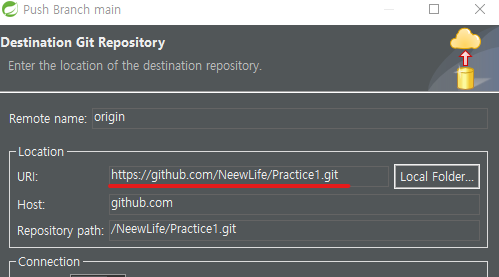 Push Branch main
Destination Git Repository
Enter the location of the destination repository.
Remote name: origin
Location
URI: https://github.com/NeewLife/Practice1.git Local Folder...
Host: github.com
Repository path: /NeewLife/Practice1.git
Connection